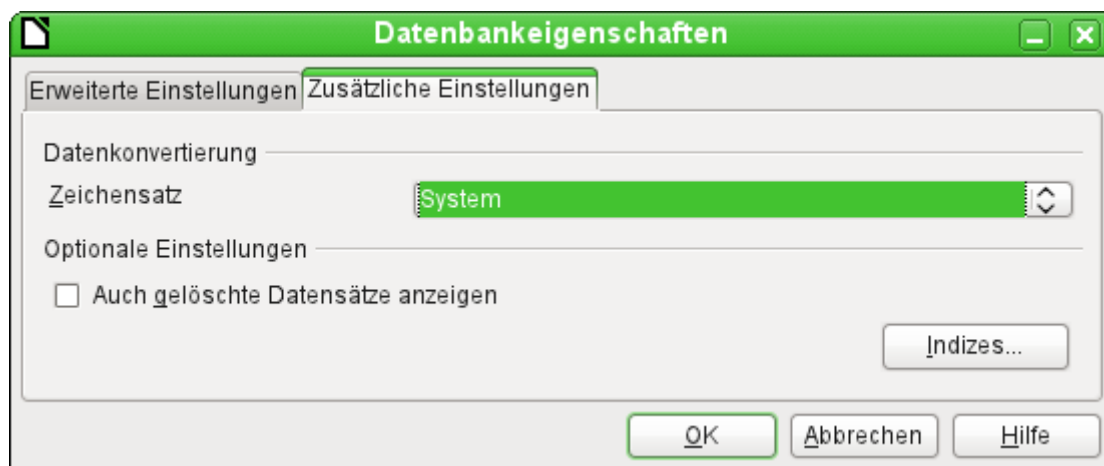 Datenbankeigenschaften
Erweiterte Einstellungen Zusätzliche Einstellungen
Datenkonvertierung
Zeichensatz System
Optionale Einstellungen
Auch gelöschte Datensätze anzeigen
Indizes...
OK Abbrechen Hilfe